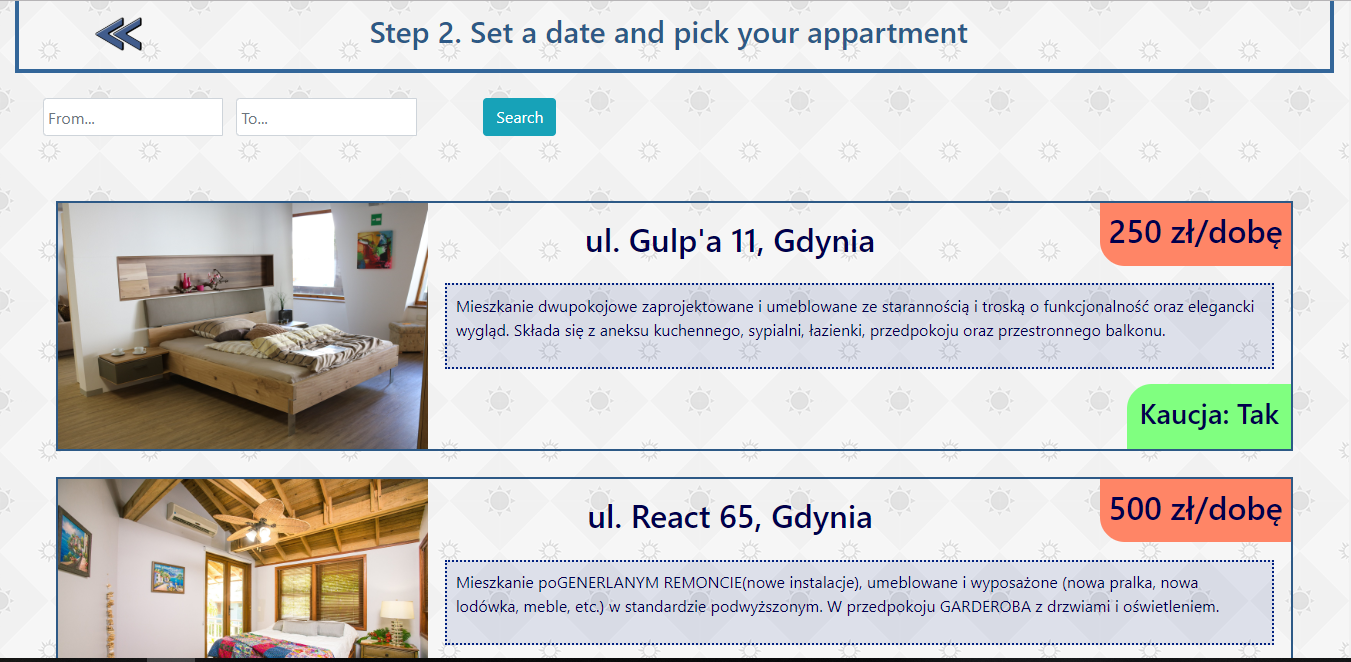 Step 2. Set a date and pick your appartment
From...
To...
Search
ul. Gulp'a 11, Gdynia
250 zł/dobę
Mieszkanie dwupokojowe zaprojektowane i umeblowane ze starannością i troską o funkcjonalność oraz elegancki
wygląd. Składa się z aneksu kuchennego, sypialni, łazienki, przedpokoju oraz przestronnego balkonu.
Kaucja: Tak
ul. React 65, Gdynia
500 zł/dobę
Mieszkanie poGENERLANYM REMONCIE(nowe instalacje), umeblowane i wyposażone (nowa pralka, nowa
lodówka, meble, etc.) w standardzie podwyższonym. W przedpokoju GARDEROBA z drzwiami i oświetleniem.